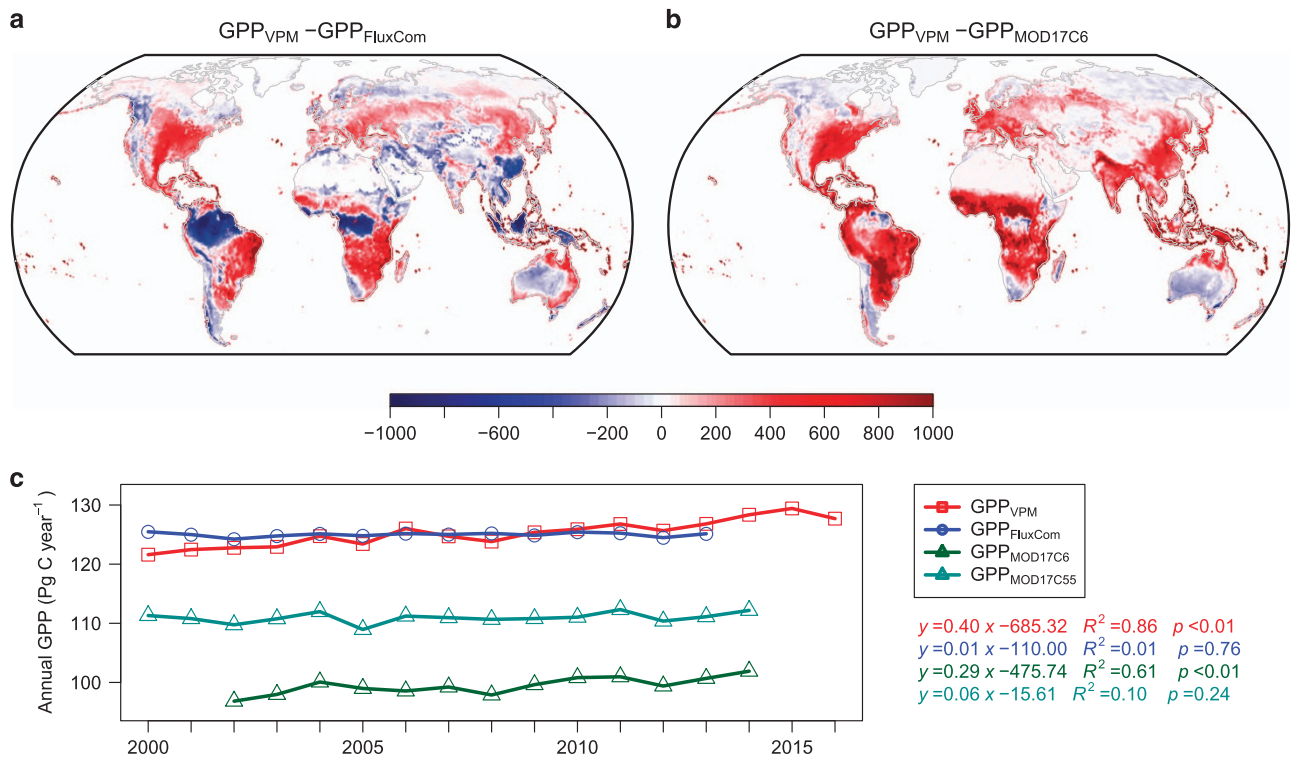 a
GPPVPM −GPPFluxCom
b
GPPVPM −GPPMOD17C6
−1000 −600 −200 0 200 400 600 800 1000
c
Annual GPP (Pg C year⁻¹ )
130
120
110
100
2000 2005 2010 2015
GPPVPM
GPPFluxCom
GPPMOD17C6
GPPMOD17C55
y =0.40 x −685.32 R² =0.86 p <0.01
y =0.01 x −110.00 R² =0.01 p =0.76
y =0.29 x −475.74 R² =0.61 p <0.01
y =0.06 x −15.61 R² =0.10 p =0.24